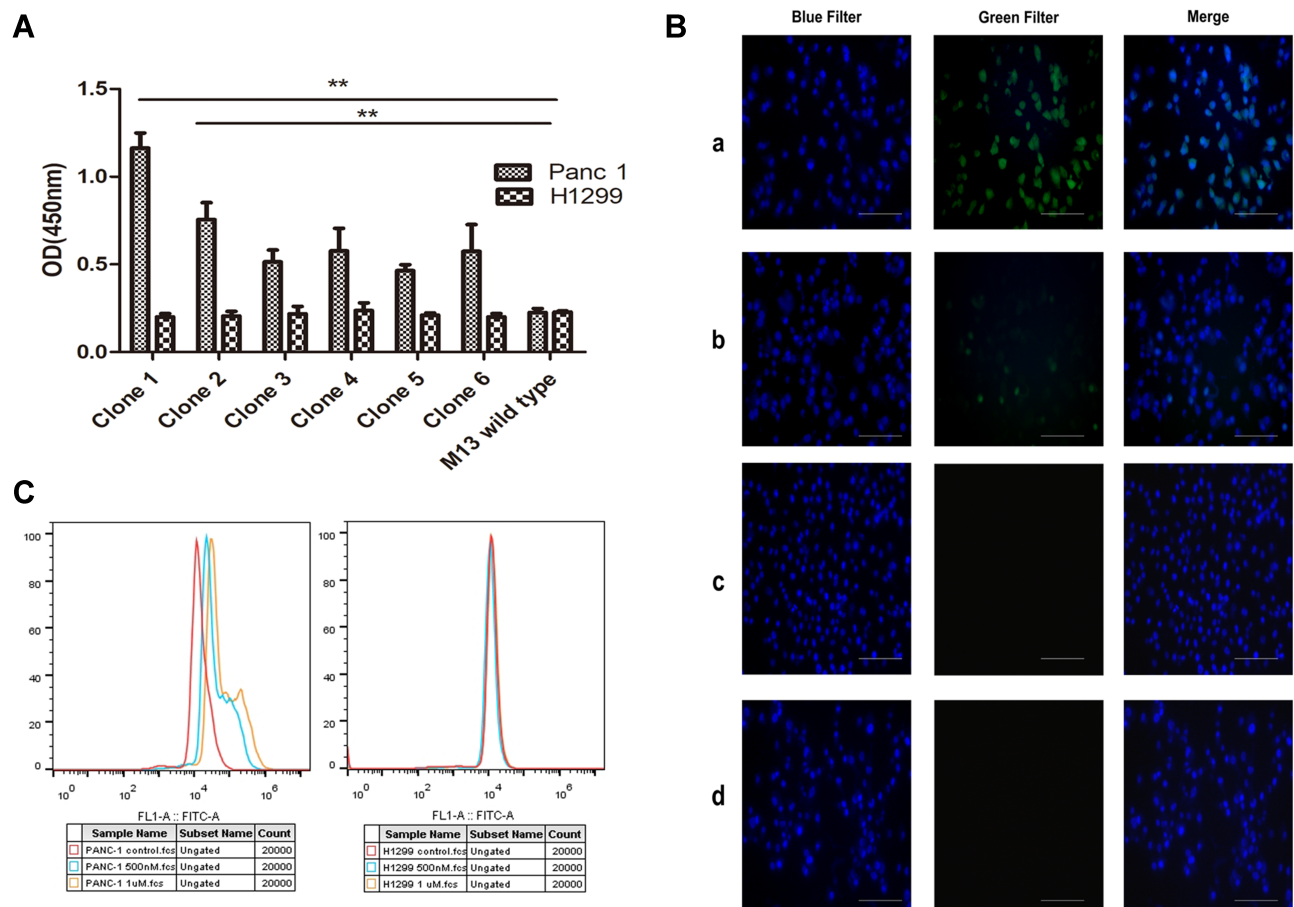 A
**
**
1.5
1.0
0.5
0.0
OD(450nm)
Panc 1
H1299
Clone 1
Clone 2
Clone 3
Clone 4
Clone 5
Clone 6
M13 wild type
B
Blue Filter
Green Filter
Merge
a
b
c
d
C
100
80
60
40
20
0
10^0
10^2
10^4
10^6
FL1-A :: FITC-A
Sample Name Subset Name Count
PANC-1 control.fcs Ungated 20000
PANC-1 500nM.fcs Ungated 20000
PANC-1 1uM.fcs Ungated 20000
100
80
60
40
20
0
10^0
10^2
10^4
10^6
FL1-A :: FITC-A
Sample Name Subset Name Count
H1299 control.fcs Ungated 20000
H1299 500nM.fcs Ungated 20000
H1299 1 uM.fcs Ungated 20000